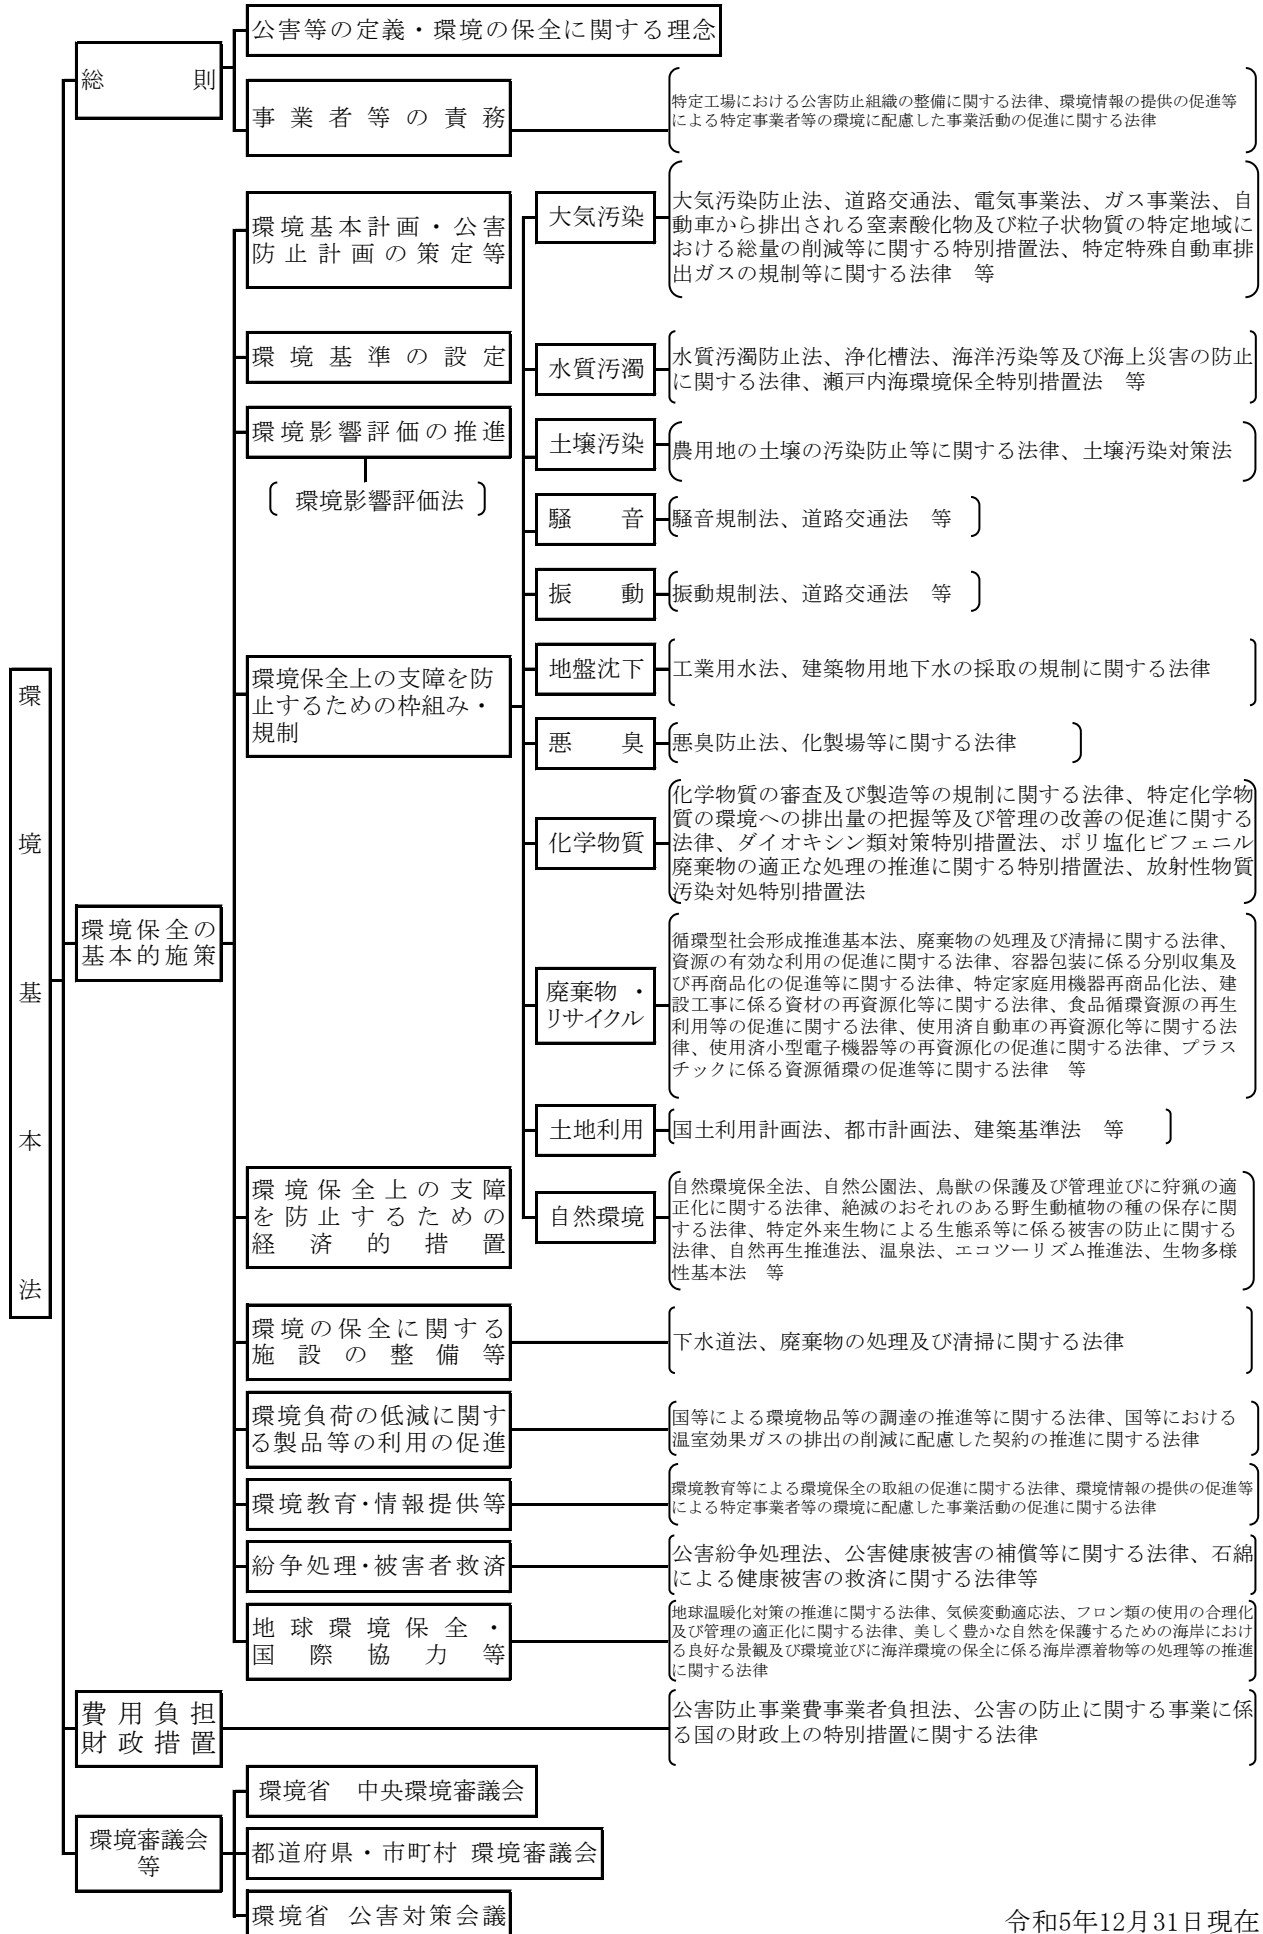 環境基本法
総則
公害等の定義・環境の保全に関する理念
事業者等の責務
特定工場における公害防止組織の整備に関する法律、環境情報の提供の促進等
による特定事業者等の環境に配慮した事業活動の促進に関する法律
環境保全の
基本的施策
環境基本計画・公害
防止計画の策定等
環境基準の設定
環境影響評価の推進
環境影響評価法
環境保全上の支障を防
止するための枠組み・
規制
大気汚染
大気汚染防止法、道路交通法、電気事業法、ガス事業法、自
動車から排出される窒素酸化物及び粒子状物質の特定地域に
おける総量の削減等に関する特別措置法、特定特殊自動車排
出ガスの規制等に関する法律　等
水質汚濁
水質汚濁防止法、浄化槽法、海洋汚染等及び海上災害の防止
に関する法律、瀬戸内海環境保全特別措置法　等
土壌汚染
農用地の土壌の汚染防止等に関する法律、土壌汚染対策法
騒音
騒音規制法、道路交通法　等
振動
振動規制法、道路交通法　等
地盤沈下
工業用水法、建築物用地下水の採取の規制に関する法律
悪臭
悪臭防止法、化製場等に関する法律
化学物質
化学物質の審査及び製造等の規制に関する法律、特定化学物
質の環境への排出量の把握等及び管理の改善の促進に関する
法律、ダイオキシン類対策特別措置法、ポリ塩化ビフェニル
廃棄物の適正な処理の推進に関する特別措置法、放射性物質
汚染対処特別措置法
廃棄物・
リサイクル
循環型社会形成推進基本法、廃棄物の処理及び清掃に関する法律、
資源の有効な利用の促進に関する法律、容器包装に係る分別収集及
び再商品化の促進等に関する法律、特定家庭用機器再商品化法、建
設工事に係る資材の再資源化等に関する法律、食品循環資源の再生
利用等の促進に関する法律、使用済自動車の再資源化等に関する法
律、使用済小型電子機器等の再資源化の促進に関する法律、プラス
チックに係る資源循環の促進等に関する法律　等
土地利用
国土利用計画法、都市計画法、建築基準法　等
自然環境
自然環境保全法、自然公園法、鳥獣の保護及び管理並びに狩猟の適
正化に関する法律、絶滅のおそれのある野生動植物の種の保存に関
する法律、特定外来生物による生態系等に係る被害の防止に関する
法律、自然再生推進法、温泉法、エコツーリズム推進法、生物多様
性基本法　等
環境保全上の支障
を防止するための
経済的措置
環境の保全に関する
施設の整備等
下水道法、廃棄物の処理及び清掃に関する法律
環境負荷の低減に関す
る製品等の利用の促進
国等による環境物品等の調達の推進等に関する法律、国等における
温室効果ガスの排出の削減に配慮した契約の推進に関する法律
環境教育・情報提供等
環境教育等による環境保全の取組の促進に関する法律、環境情報の提供の促進等
による特定事業者等の環境に配慮した事業活動の促進に関する法律
紛争処理・被害者救済
公害紛争処理法、公害健康被害の補償等に関する法律、石綿
による健康被害の救済に関する法律等
地球環境保全・
国際協力等
地球温暖化対策の推進に関する法律、気候変動適応法、フロン類の使用の合理化
及び管理の適正化に関する法律、美しく豊かな自然を保護するための海岸におけ
る良好な景観及び環境並びに海洋環境の保全に係る海岸漂着物等の処理等の推進
に関する法律
費用負担
財政措置
公害防止事業費事業者負担法、公害の防止に関する事業に係
る国の財政上の特別措置に関する法律
環境審議会
等
環境省　中央環境審議会
都道府県・市町村 環境審議会
環境省　公害対策会議
令和5年12月31日現在